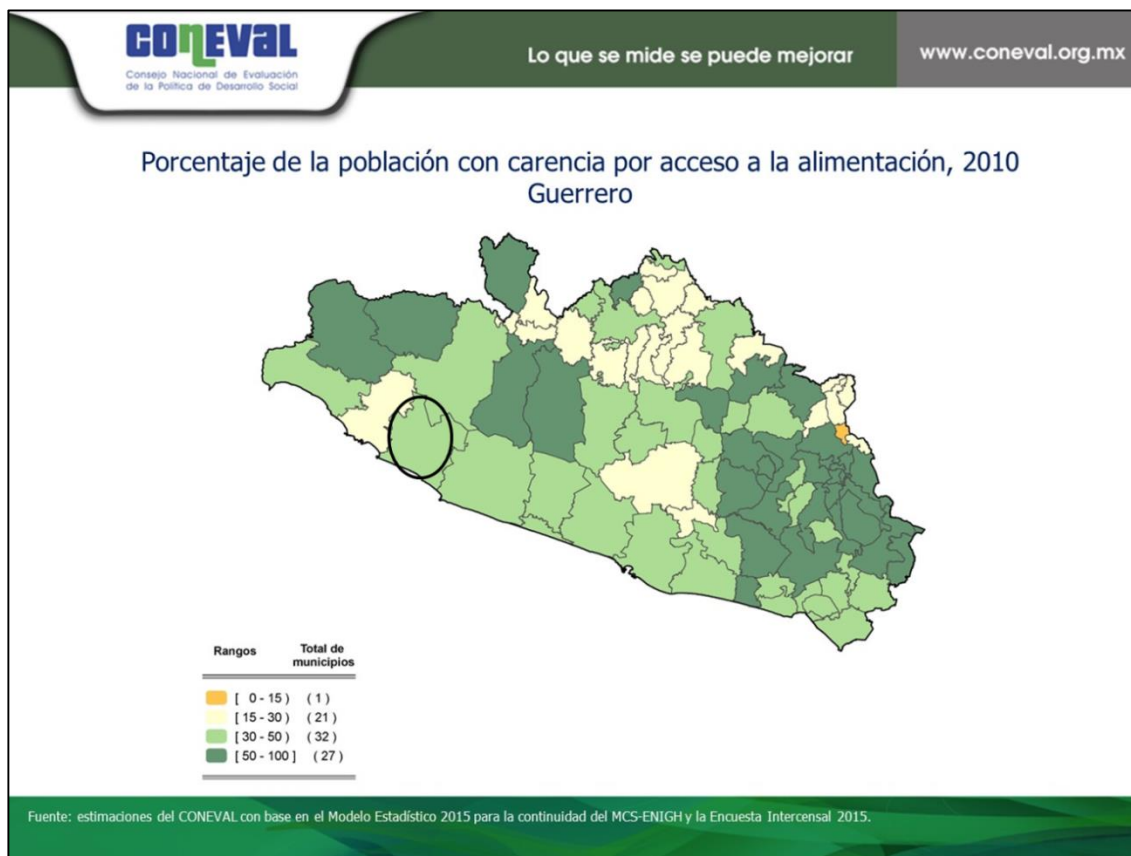 CONEVAL
Consejo Nacional de Evaluación
de la Política de Desarrollo Social
Lo que se mide se puede mejorar
www.coneval.org.mx
Porcentaje de la población con carencia por acceso a la alimentación, 2010
Guerrero
Rangos Total de
municipios
[ 0 - 15 ) ( 1 )
[ 15 - 30 ) ( 21 )
[ 30 - 50 ) ( 32 )
[ 50 - 100 ] ( 27 )
Fuente: estimaciones del CONEVAL con base en el Modelo Estadístico 2015 para la continuidad del MCS-ENIGH y la Encuesta Intercensal 2015.